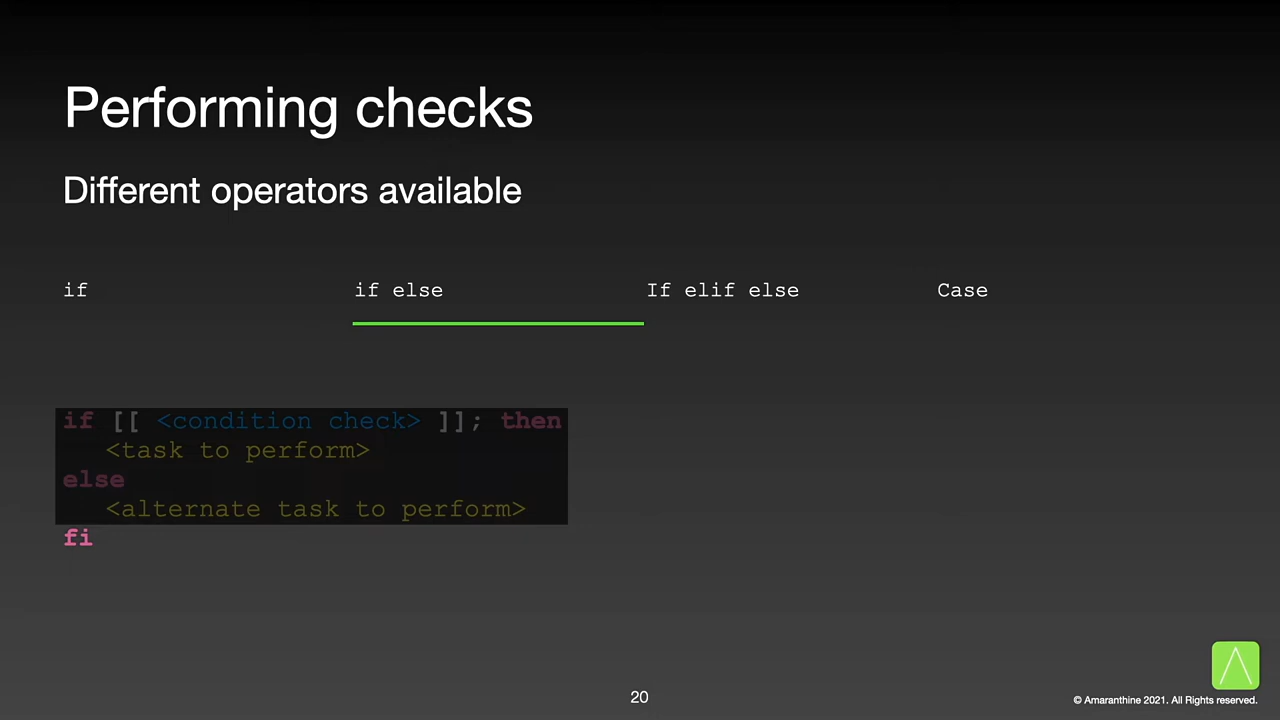 Performing checks
Different operators available
if if else If elif else Case
if [[ <condition check> ]]; then
<task to perform>
else
<alternate task to perform>
fi
20
© Amaranthine 2021. All Rights reserved.